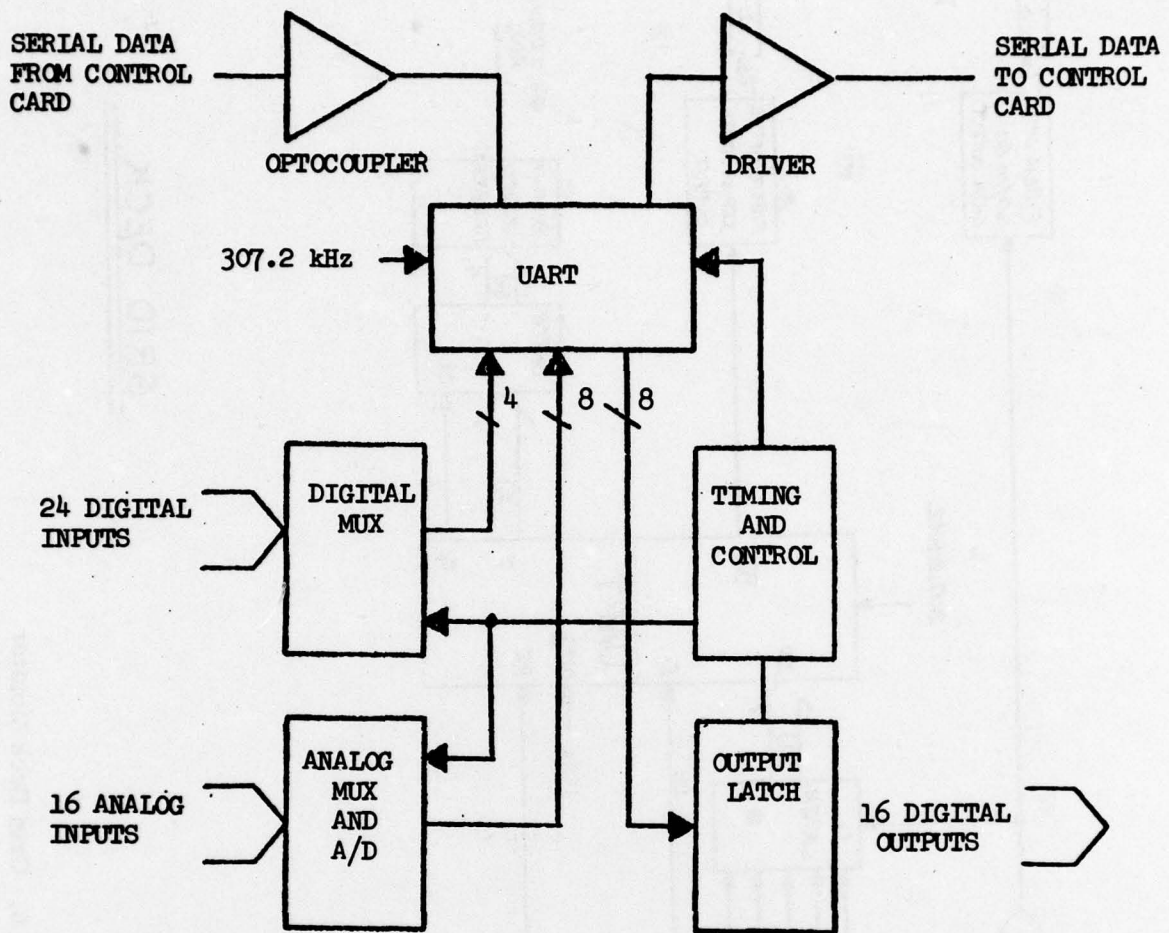 SERIAL DATA
FROM CONTROL
CARD
OPTOCOUPLER
DRIVER
SERIAL DATA
TO CONTROL
CARD
307.2 kHz
UART
4
8
8
24 DIGITAL
INPUTS
DIGITAL
MUX
TIMING
AND
CONTROL
16 ANALOG
INPUTS
ANALOG
MUX
AND
A/D
OUTPUT
LATCH
16 DIGITAL
OUTPUTS